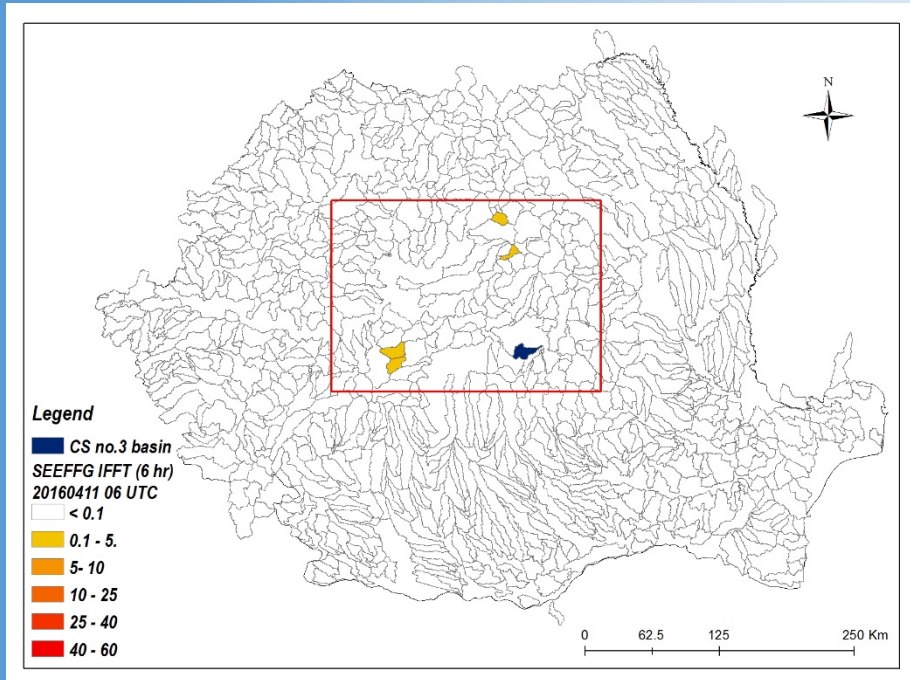 N
Legend
CS no.3 basin
SEEFFG IFFT (6 hr)
20160411 06 UTC
< 0.1
0.1 - 5.
5- 10
10 - 25
25 - 40
40 - 60
0 62.5 125 250 Km